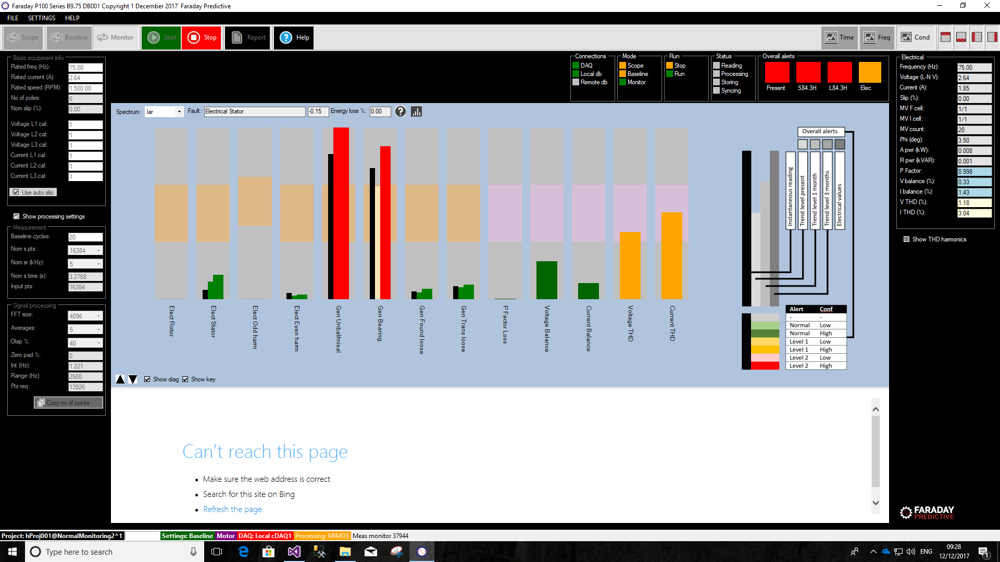 Faraday P100 Series B9.75 DB001 Copyright 1 December 2017  Faraday Predictive
FILE SETTINGS HELP
Scope Baseline Monitor Start Stop Report Help Time Freq Cond
Basic equipment info
Rated freq (Hz): 75.00
Rated current (A): 2.64
Rated speed (RPM): 1,500.00
No of poles: 6
Nom slip (%): 0.00
Voltage L1 cal: 1
Voltage L2 cal: 1
Voltage L3 cal: 1
Current L1 cal: 1
Current L2 cal: 1
Current L3 cal: 1
Use auto slip
Show processing settings
Measurement
Baseline cycles: 20
Nom s pts: 16384
Nom sr (kHz): 5
Nom s time (s): 3.2768
Input pts: 16384
Signal processing
FFT size: 4096
Averages: 5
Olap %: 40
Zero pad %: 0
Int (Hz): 1.221
Range (Hz): 2500
Pts req: 13926
Copy no of points
Connections
DAQ
Local db
Remote db
Mode
Scope
Baseline
Monitor
Run
Stop
Run
Status
Reading
Processing
Storing
Syncing
Overall alerts
Present S84.3H L84.3H Elec
Spectrum: Iar Fault: Electrical Stator -0.15 Energy loss %: 0.00
Elect Rotor
Elect Stator
Elect Odd harm
Elect Even harm
Gen Unbal/misal
Gen Bearing
Gen Found loose
Gen Trans loose
P Factor Loss
Voltage Balance
Current Balance
Voltage THD
Current THD
Overall alerts
Instantaneous reading
Trend level present
Trend level 1 month
Trend level 3 months
Electrical values
Alert Conf
- -
Normal Low
Normal High
Level 1 Low
Level 1 High
Level 2 Low
Level 2 High
Show diag Show key
Electrical
Frequency (Hz): 75.00
Voltage (L-N V): 2.64
Current (A): 1.85
Slip (%): 0.00
MV F cell: 1/1
MV I cell: 1/1
MV count: 20
Phi (deg): 3.50
A pwr (kW): 0.008
R pwr (kVAR): 0.001
P Factor: 0.998
V balance (%): 0.33
I balance (%): 1.43
V THD (%): 1.18
I THD (%): 3.04
Show THD harmonics
Can't reach this page
• Make sure the web address is correct
• Search for this site on Bing
• Refresh the page
FARADAY
PREDICTIVE
Project: hProj001@NormalMonitoring2^1 Settings: Baseline Motor DAQ: Local cDAQ1 Processing: MIMO3 Meas monitor 37944
Type here to search
ENG
09:28
12/12/2017
1